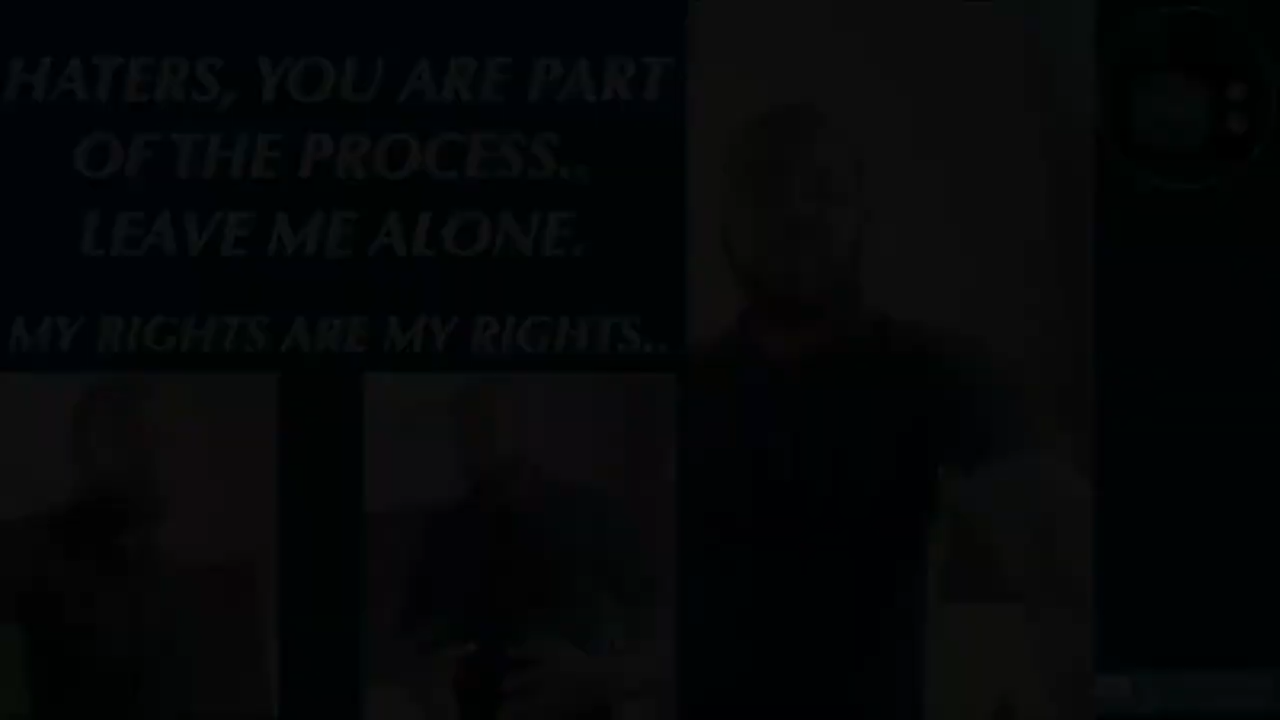 HATERS, YOU ARE PART
OF THE PROCESS..
LEAVE ME ALONE.
MY RIGHTS ARE MY RIGHTS..